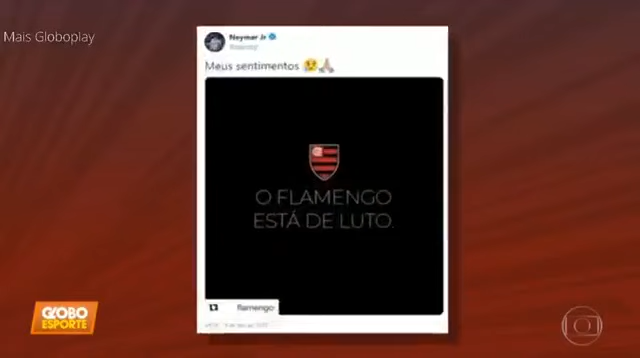 Mais Globoplay
Neymar Jr
Meus sentimentos
O FLAMENGO
ESTÁ DE LUTO.
flamengo
GLOBO
ESPORTE